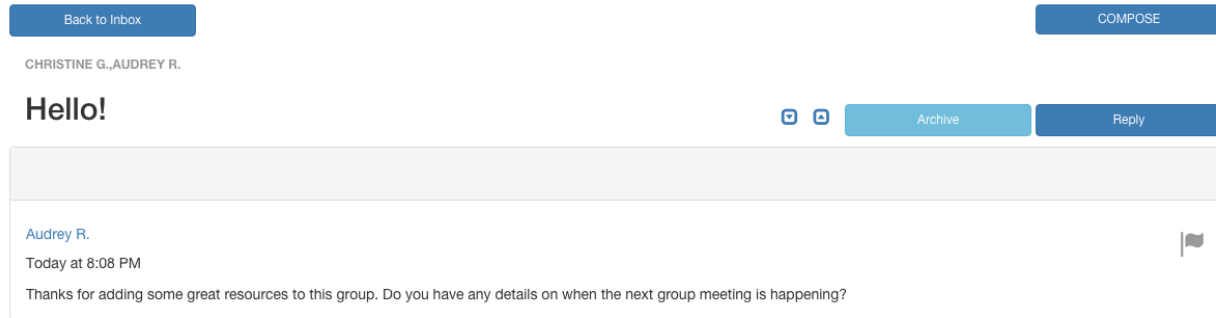 Back to Inbox
COMPOSE
CHRISTINE G.,AUDREY R.
Hello!
Archive
Reply
Audrey R.
Today at 8:08 PM
Thanks for adding some great resources to this group. Do you have any details on when the next group meeting is happening?